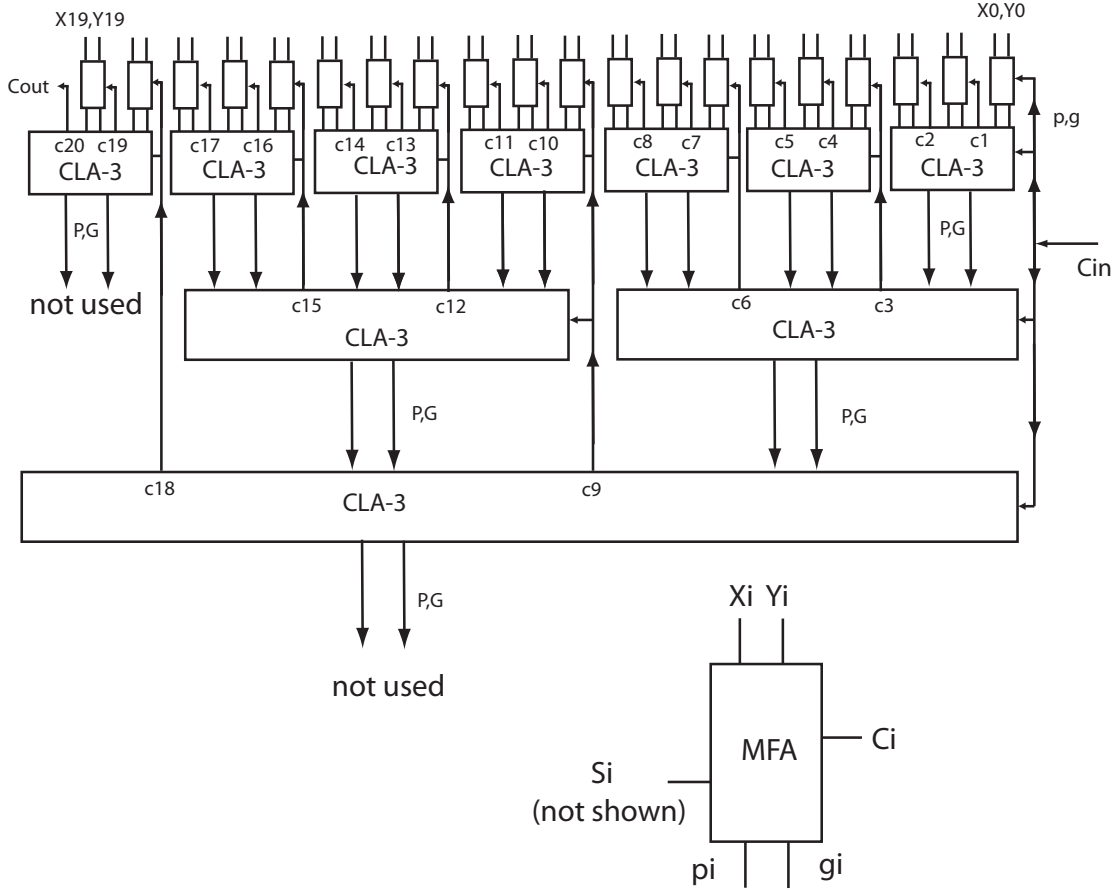 X19,Y19
X0,Y0
Cout
p,g
c20 c19
c17 c16
c14 c13
c11 c10
c8 c7
c5 c4
c2 c1
CLA-3
CLA-3
CLA-3
CLA-3
CLA-3
CLA-3
CLA-3
P,G
P,G
Cin
not used
c15
c12
c6
c3
CLA-3
CLA-3
P,G
P,G
c18
CLA-3
c9
P,G
not used
Xi Yi
MFA
Ci
Si
(not shown)
pi
gi